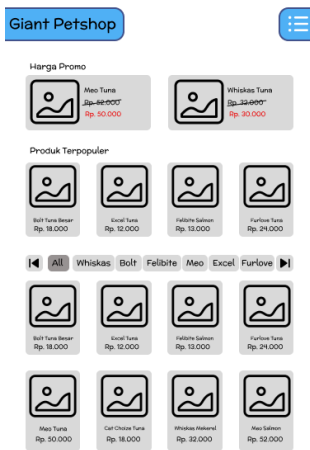 Giant Petshop
Harga Promo
Meo Tuna
Rp. 52.000
Rp. 50.000
Whiskas Tuna
Rp. 32.000
Rp. 30.000
Produk Terpopuler
Bolt Tuna Besar
Rp. 18.000
Excel Tuna
Rp. 12.000
Felibite Salmon
Rp. 13.000
Furlove Tuna
Rp. 24.000
All Whiskas Bolt Felibite Meo Excel Furlove
Bolt Tuna Besar
Rp. 18.000
Excel Tuna
Rp. 12.000
Felibite Salmon
Rp. 13.000
Furlove Tuna
Rp. 24.000
Meo Tuna
Rp. 50.000
Cat Choize Tuna
Rp. 18.000
Whiskas Mekerel
Rp. 32.000
Meo Salmon
Rp. 52.000